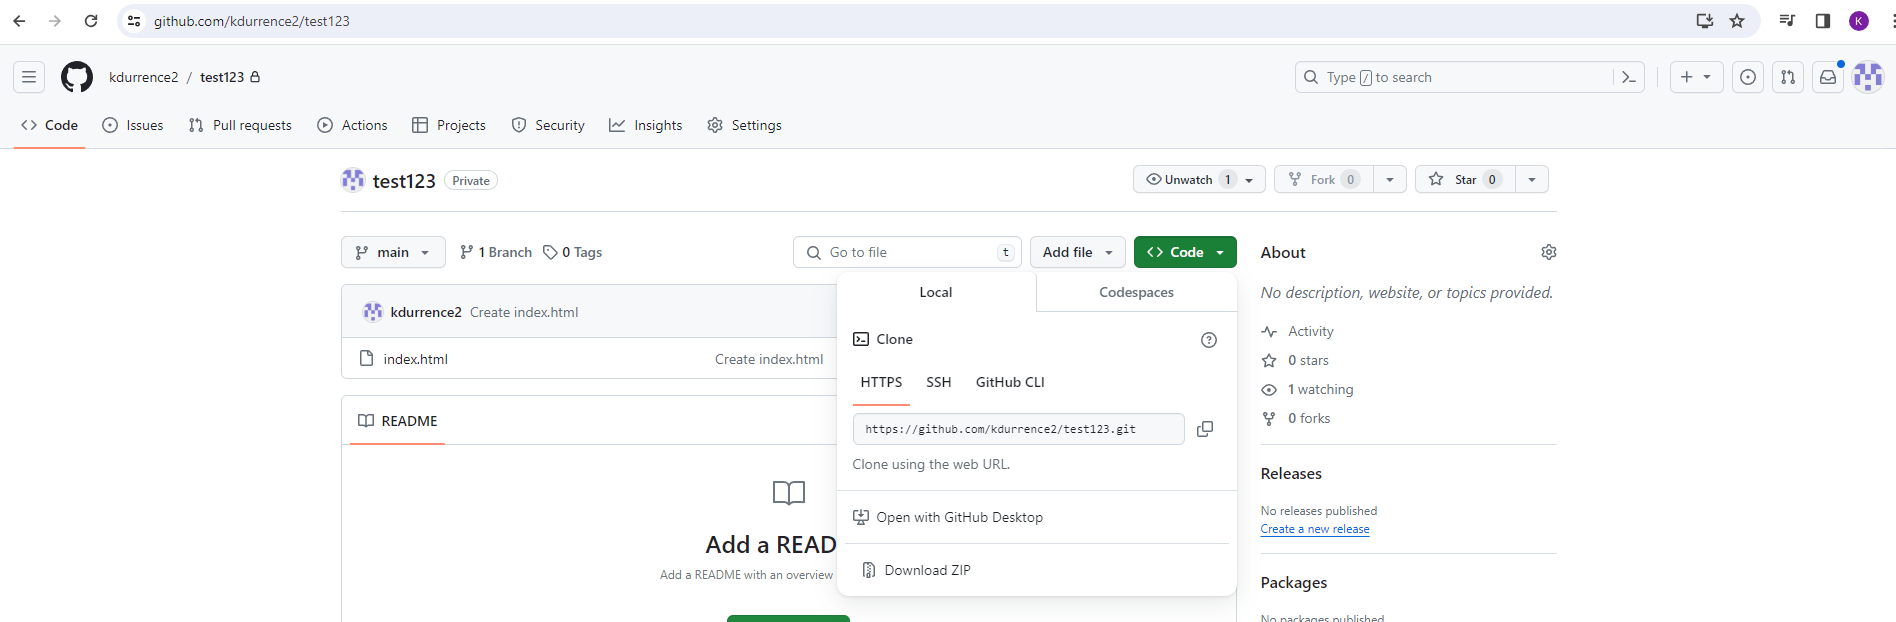 github.com/kdurrence2/test123
K
kdurrence2 / test123
Type / to search
Code Issues Pull requests Actions Projects Security Insights Settings
test123 Private
Unwatch 1 Fork 0 Star 0
main 1 Branch 0 Tags
Go to file t
Add file
Code
About
No description, website, or topics provided.
Local Codespaces
kdurrence2 Create index.html
index.html Create index.html
Clone
HTTPS SSH GitHub CLI
https://github.com/kdurrence2/test123.git
Clone using the web URL.
Open with GitHub Desktop
Download ZIP
README
Add a READ
Add a README with an overview
Activity
0 stars
1 watching
0 forks
Releases
No releases published
Create a new release
Packages
No packages published